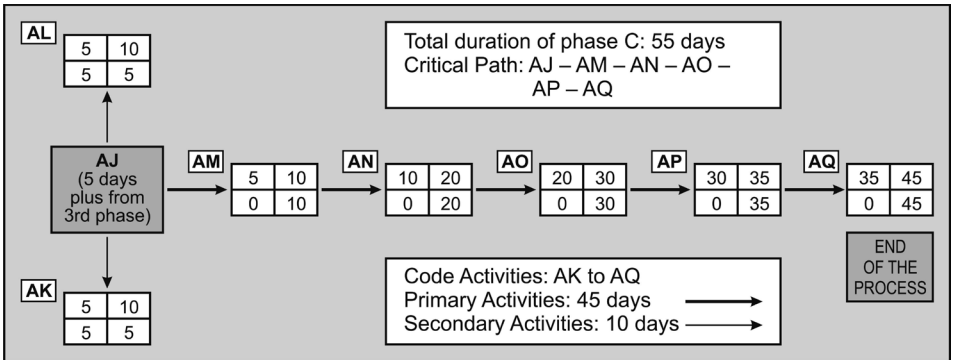 AL
5 10
5 5
Total duration of phase C: 55 days
Critical Path: AJ – AM – AN – AO –
AP – AQ
AJ
(5 days
plus from
3rd phase)
AM
5 10
0 10
AN
10 20
0 20
AO
20 30
0 30
AP
30 35
0 35
AQ
35 45
0 45
END
OF THE
PROCESS
AK
5 10
5 5
Code Activities: AK to AQ
Primary Activities: 45 days
Secondary Activities: 10 days